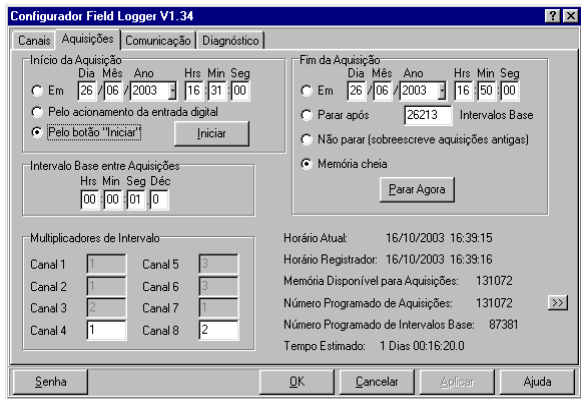 Configurador Field Logger V1.34
Canais Aquisições Comunicação Diagnóstico
Início da Aquisição
Dia Mês Ano Hrs Min Seg
Em 26 / 06 / 2003 16 : 31 : 00
Pelo acionamento da entrada digital
Pelo botão "Iniciar" Iniciar
Intervalo Base entre Aquisições
Hrs Min Seg Déc
00 : 00 : 01 . 0
Multiplicadores de Intervalo
Canal 1 1 Canal 5 3
Canal 2 1 Canal 6 3
Canal 3 2 Canal 7 1
Canal 4 1 Canal 8 2
Fim da Aquisição
Dia Mês Ano Hrs Min Seg
Em 26 / 06 / 2003 16 : 50 : 00
Parar após 26213 Intervalos Base
Não parar (sobreescreve aquisições antigas)
Memória cheia
Parar Agora
Horário Atual: 16/10/2003 16:39:15
Horário Registrador: 16/10/2003 16:39:16
Memória Disponível para Aquisições: 131072
Número Programado de Aquisições: 131072 >>
Número Programado de Intervalos Base: 87381
Tempo Estimado: 1 Dias 00:16:20.0
Senha OK Cancelar Aplicar Ajuda